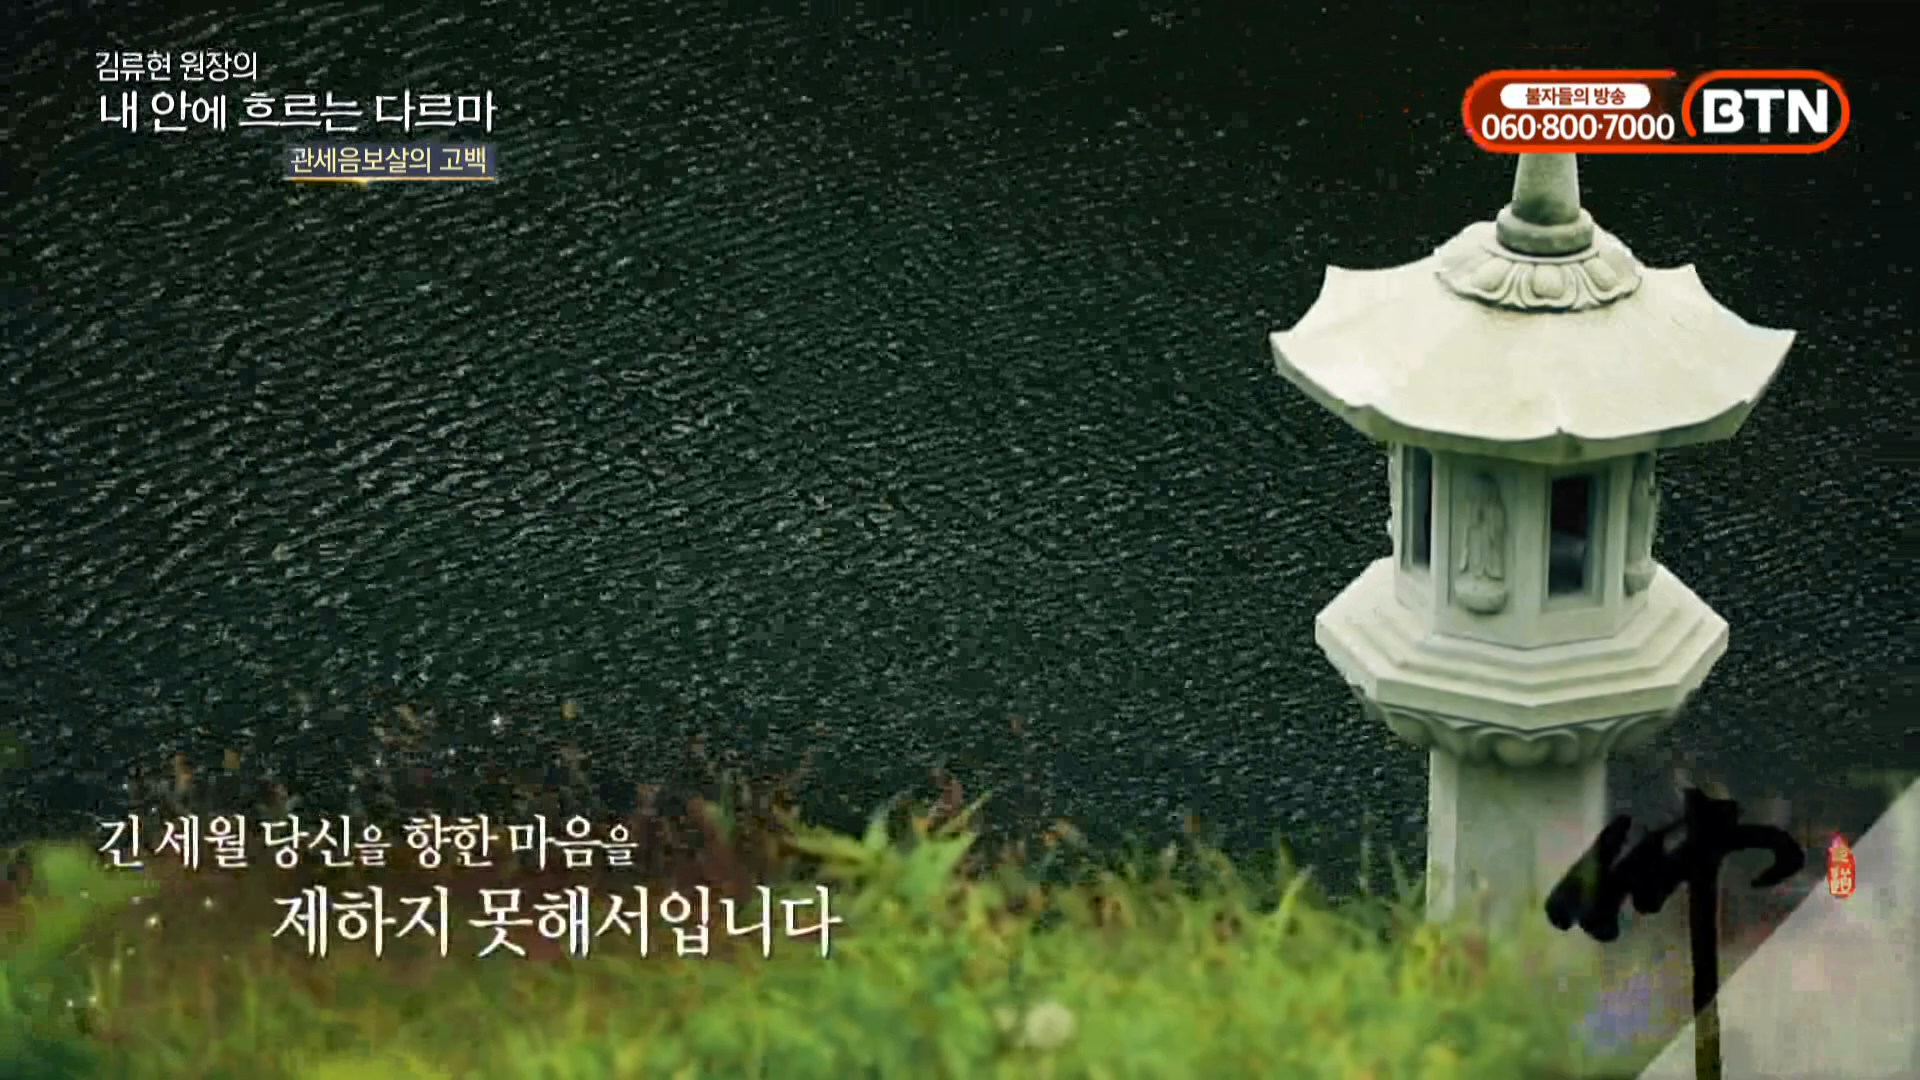 김류현 원장의
내 안에 흐르는 다르마
관세음보살의 고백
불자들의 방송
060·800·7000
BTN
긴 세월 당신을 향한 마음을
제하지 못해서입니다